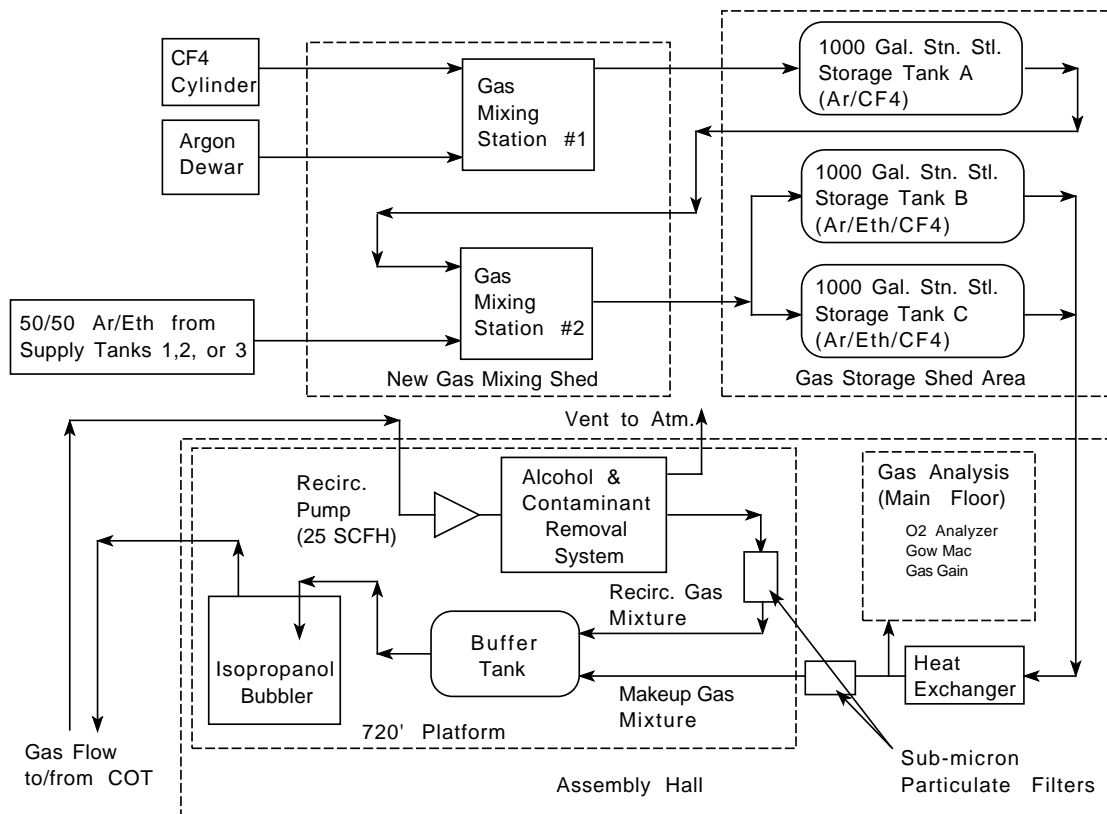 CF4
Cylinder
Argon
Dewar
Gas
Mixing
Station #1
1000 Gal. Stn. Stl.
Storage Tank A
(Ar/CF4)
1000 Gal. Stn. Stl.
Storage Tank B
(Ar/Eth/CF4)
Gas
Mixing
Station #2
1000 Gal. Stn. Stl.
Storage Tank C
(Ar/Eth/CF4)
50/50 Ar/Eth from
Supply Tanks 1,2, or 3
New Gas Mixing Shed
Gas Storage Shed Area
Vent to Atm.
Recirc.
Pump
(25 SCFH)
Alcohol &
Contaminant
Removal
System
Gas Analysis
(Main Floor)
O2 Analyzer
Gow Mac
Gas Gain
Recirc. Gas
Mixture
Isopropanol
Bubbler
Buffer
Tank
Heat
Exchanger
Makeup Gas
Mixture
720' Platform
Gas Flow
to/from COT
Sub-micron
Particulate Filters
Assembly Hall